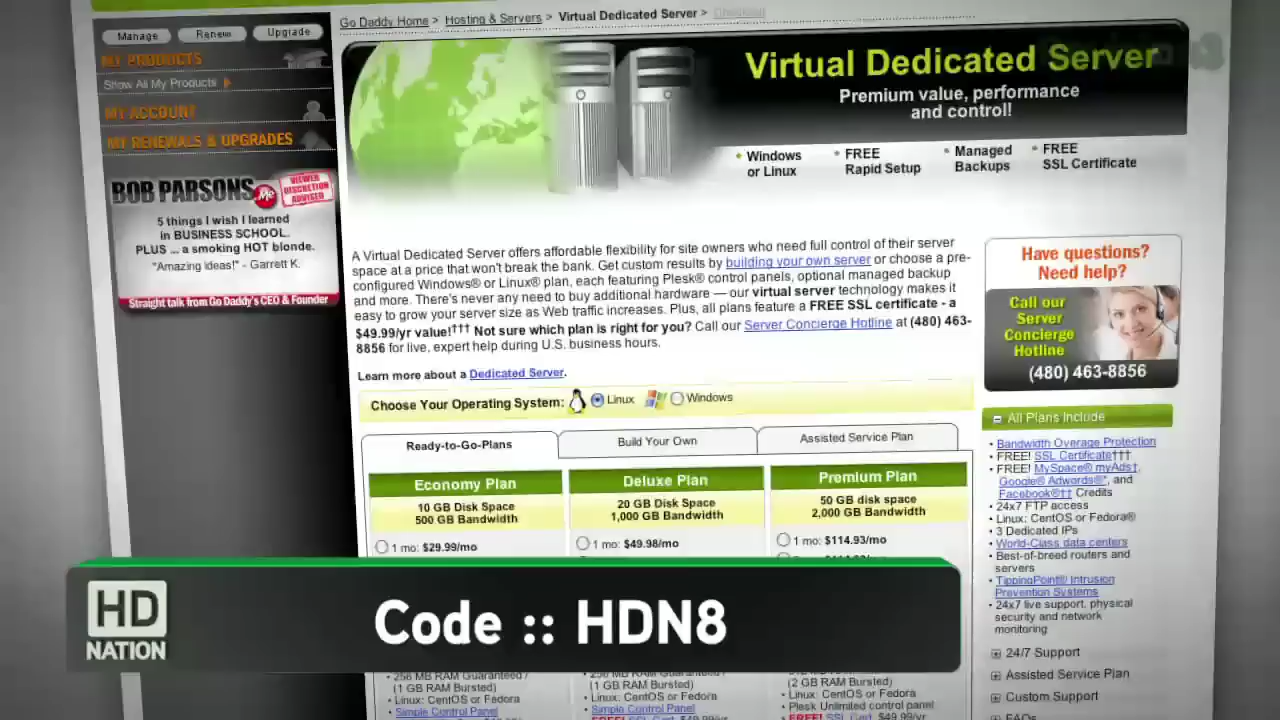 Go Daddy Home > Hosting & Servers > Virtual Dedicated Server > Checkout
Manage
Renew
Upgrade
MY PRODUCTS
Show All My Products
MY ACCOUNT
MY RENEWALS & UPGRADES
BOB PARSONS.Me
VIEWER
DISCRETION
ADVISED
5 things I wish I learned
in BUSINESS SCHOOL.
PLUS ... a smoking HOT blonde.
"Amazing ideas!" - Garrett K.
Straight talk from Go Daddy's CEO & Founder
Virtual Dedicated Server
Premium value, performance
and control!
• Windows
or Linux
• FREE
Rapid Setup
• Managed
Backups
• FREE
SSL Certificate
A Virtual Dedicated Server offers affordable flexibility for site owners who need full control of their server
space at a price that won't break the bank. Get custom results by building your own server or choose a pre-
configured Windows® or Linux® plan, each featuring Plesk® control panels, optional managed backup
and more. There's never any need to buy additional hardware — our virtual server technology makes it
easy to grow your server size as Web traffic increases. Plus, all plans feature a FREE SSL certificate - a
$49.99/yr value!††† Not sure which plan is right for you? Call our Server Concierge Hotline at (480) 463-
8856 for live, expert help during U.S. business hours.
Learn more about a Dedicated Server.
Choose Your Operating System: Linux Windows
Ready-to-Go-Plans
Build Your Own
Assisted Service Plan
Economy Plan
10 GB Disk Space
500 GB Bandwidth
1 mo: $29.99/mo
Deluxe Plan
20 GB Disk Space
1,000 GB Bandwidth
1 mo: $49.98/mo
Premium Plan
50 GB disk space
2,000 GB Bandwidth
1 mo: $114.93/mo
Have questions?
Need help?
Call our
Server
Concierge
Hotline
(480) 463-8856
All Plans Include
• Bandwidth Overage Protection
• FREE! SSL Certificate†††
• FREE! MySpace® myAds†,
Google® Adwords®*, and
Facebook®†† Credits
• 24x7 FTP access
• Linux: CentOS or Fedora®
• 3 Dedicated IPs
• World-Class data centers
• Best-of-breed routers and
servers
• TippingPoint® Intrusion
Prevention Systems
• 24x7 live support, physical
security and network
monitoring
24/7 Support
Assisted Service Plan
Custom Support
FAQs
HD
NATION
Code :: HDN8
• 256 MB RAM Guaranteed /
(1 GB RAM Bursted)
• Linux: CentOS or Fedora
• Simple Control Panel
(1 GB RAM Bursted)
• Linux: CentOS or Fedora
• Simple Control Panel
(2 GB RAM Bursted)
• Linux: CentOS or Fedora
• Plesk Unlimited control panel